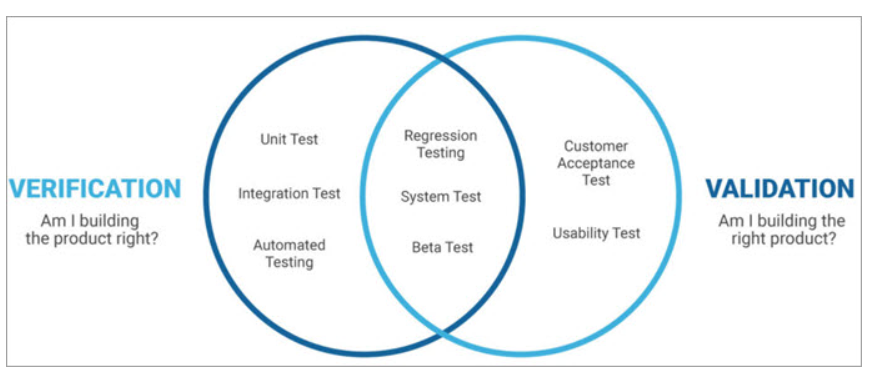 VERIFICATION
Am I building
the product right?
Unit Test
Integration Test
Automated
Testing
Regression
Testing
System Test
Beta Test
Customer
Acceptance
Test
Usability Test
VALIDATION
Am I building the
right product?